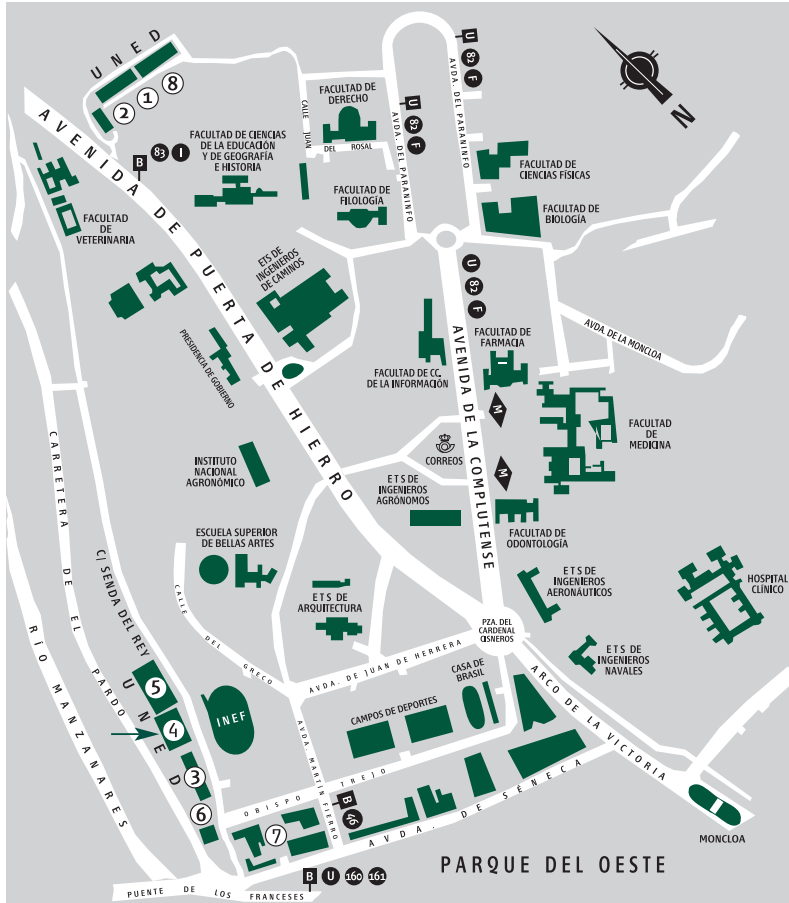 UNED
2
1
8
AVENIDA DE PUERTA DE HIERRO
B 83 I
FACULTAD DE CIENCIAS
DE LA EDUCACIÓN
Y DE GEOGRAFÍA
E HISTORIA
CALLE JUAN DEL ROSAL
FACULTAD DE
DERECHO
FACULTAD DE
FILOLOGÍA
U
82
F
AVDA. DEL PARANINFO
U
82
F
AVDA. DEL PARANINFO
N
FACULTAD DE
CIENCIAS FÍSICAS
FACULTAD DE
BIOLOGÍA
FACULTAD
DE
VETERINARIA
ETS DE
INGENIEROS
DE CAMINOS
PRESIDENCIA DE GOBIERNO
U
82
F
AVENIDA DE LA COMPLUTENSE
FACULTAD DE
FARMACIA
AVDA. DE LA MONCLOA
FACULTAD DE CC.
DE LA INFORMACIÓN
M
FACULTAD
DE
MEDICINA
CORREOS
M
INSTITUTO
NACIONAL
AGRONÓMICO
ETS DE
INGENIEROS
AGRÓNOMOS
FACULTAD DE
ODONTOLOGÍA
CARRETERA DE EL PARDO
ESCUELA SUPERIOR
DE BELLAS ARTES
C/ SENDA DEL REY
CALLE DEL GRECO
ETS DE
ARQUITECTURA
ETS DE
INGENIEROS
AERONÁUTICOS
HOSPITAL
CLÍNICO
RÍO MANZANARES
PZA. DEL
CARDENAL
CISNEROS
ETS DE
INGENIEROS
NAVALES
AVDA. DE JUAN DE HERRERA
CASA DE
BRASIL
UNED
5
4
3
6
INEF
CAMPOS DE DEPORTES
ARCO DE LA VICTORIA
AVDA. MARTÍN FIERRO
OBISPO TREJO
B
46
7
AVDA. DE SÉNECA
MONCLOA
PARQUE DEL OESTE
B U 160 161
PUENTE DE LOS FRANCESES